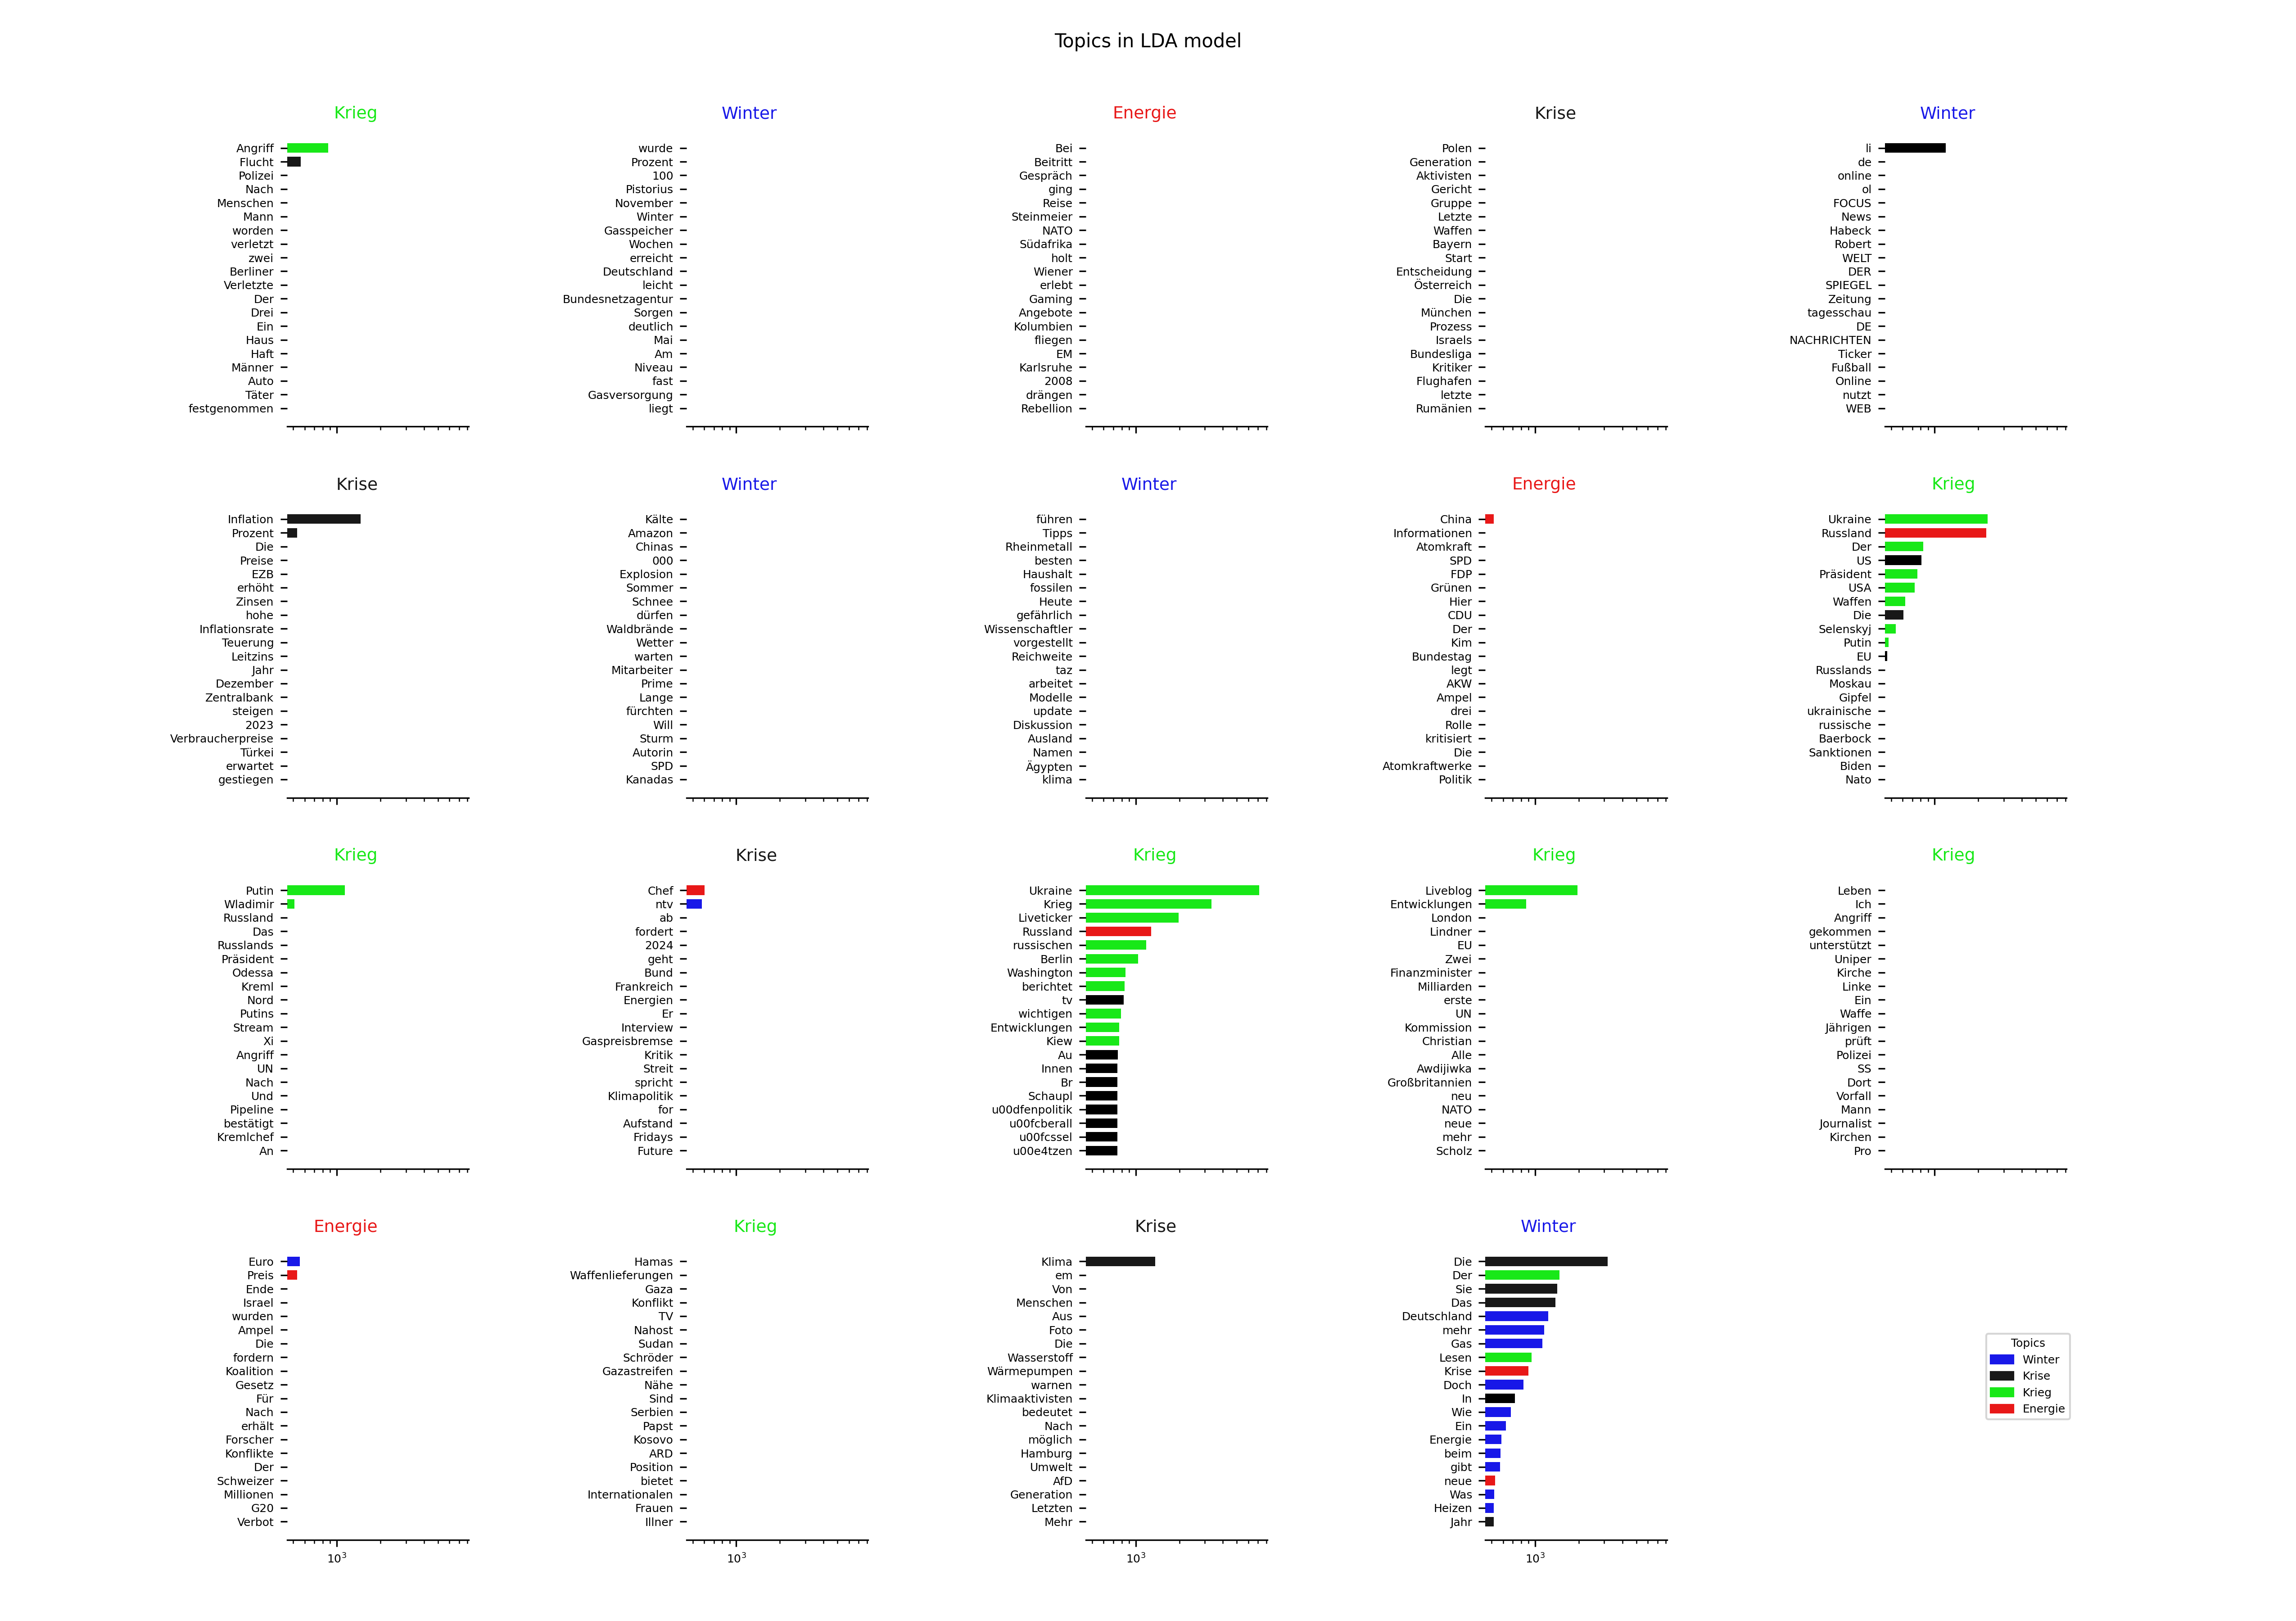 Topics in LDA model
Krieg
Angriff
Flucht
Polizei
Nach
Menschen
Mann
worden
verletzt
zwei
Berliner
Verletzte
Der
Drei
Ein
Haus
Haft
Männer
Auto
Täter
festgenommen
Winter
wurde
Prozent
100
Pistorius
November
Winter
Gasspeicher
Wochen
erreicht
Deutschland
leicht
Bundesnetzagentur
Sorgen
deutlich
Mai
Am
Niveau
fast
Gasversorgung
liegt
Energie
Bei
Beitritt
Gespräch
ging
Reise
Steinmeier
NATO
Südafrika
holt
Wiener
erlebt
Gaming
Angebote
Kolumbien
fliegen
EM
Karlsruhe
2008
drängen
Rebellion
Krise
Polen
Generation
Aktivisten
Gericht
Gruppe
Letzte
Waffen
Bayern
Start
Entscheidung
Österreich
Die
München
Prozess
Israels
Bundesliga
Kritiker
Flughafen
letzte
Rumänien
Winter
li
de
online
ol
FOCUS
News
Habeck
Robert
WELT
DER
SPIEGEL
Zeitung
tagesschau
DE
NACHRICHTEN
Ticker
Fußball
Online
nutzt
WEB
Krise
Inflation
Prozent
Die
Preise
EZB
erhöht
Zinsen
hohe
Inflationsrate
Teuerung
Leitzins
Jahr
Dezember
Zentralbank
steigen
2023
Verbraucherpreise
Türkei
erwartet
gestiegen
Winter
Kälte
Amazon
Chinas
000
Explosion
Sommer
Schnee
dürfen
Waldbrände
Wetter
warten
Mitarbeiter
Prime
Lange
fürchten
Will
Sturm
Autorin
SPD
Kanadas
Winter
führen
Tipps
Rheinmetall
besten
Haushalt
fossilen
Heute
gefährlich
Wissenschaftler
vorgestellt
Reichweite
taz
arbeitet
Modelle
update
Diskussion
Ausland
Namen
Ägypten
klima
Energie
China
Informationen
Atomkraft
SPD
FDP
Grünen
Hier
CDU
Der
Kim
Bundestag
legt
AKW
Ampel
drei
Rolle
kritisiert
Die
Atomkraftwerke
Politik
Krieg
Ukraine
Russland
Der
US
Präsident
USA
Waffen
Die
Selenskyj
Putin
EU
Russlands
Moskau
Gipfel
ukrainische
russische
Baerbock
Sanktionen
Biden
Nato
Krieg
Putin
Wladimir
Russland
Das
Russlands
Präsident
Odessa
Kreml
Nord
Putins
Stream
Xi
Angriff
UN
Nach
Und
Pipeline
bestätigt
Kremlchef
An
Krise
Chef
ntv
ab
fordert
2024
geht
Bund
Frankreich
Energien
Er
Interview
Gaspreisbremse
Kritik
Streit
spricht
Klimapolitik
for
Aufstand
Fridays
Future
Krieg
Ukraine
Krieg
Liveticker
Russland
russischen
Berlin
Washington
berichtet
tv
wichtigen
Entwicklungen
Kiew
Au
Innen
Br
Schaupl
u00dfenpolitik
u00fcberall
u00fcssel
u00e4tzen
Krieg
Liveblog
Entwicklungen
London
Lindner
EU
Zwei
Finanzminister
Milliarden
erste
UN
Kommission
Christian
Alle
Awdijiwka
Großbritannien
neu
NATO
neue
mehr
Scholz
Krieg
Leben
Ich
Angriff
gekommen
unterstützt
Uniper
Kirche
Linke
Ein
Waffe
Jährigen
prüft
Polizei
SS
Dort
Vorfall
Mann
Journalist
Kirchen
Pro
Energie
Euro
Preis
Ende
Israel
wurden
Ampel
Die
fordern
Koalition
Gesetz
Für
Nach
erhält
Forscher
Konflikte
Der
Schweizer
Millionen
G20
Verbot
10³
Krieg
Hamas
Waffenlieferungen
Gaza
Konflikt
TV
Nahost
Sudan
Schröder
Gazastreifen
Nähe
Sind
Serbien
Papst
Kosovo
ARD
Position
bietet
Internationalen
Frauen
Illner
10³
Krise
Klima
em
Von
Menschen
Aus
Foto
Die
Wasserstoff
Wärmepumpen
warnen
Klimaaktivisten
bedeutet
Nach
möglich
Hamburg
Umwelt
AfD
Generation
Letzten
Mehr
10³
Winter
Die
Der
Sie
Das
Deutschland
mehr
Gas
Lesen
Krise
Doch
In
Wie
Ein
Energie
beim
gibt
neue
Was
Heizen
Jahr
10³
Topics
Winter
Krise
Krieg
Energie